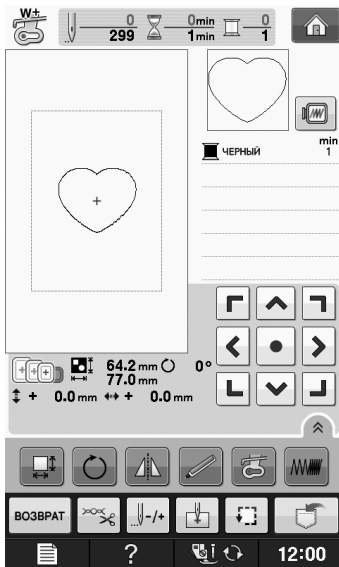 W+
0 0min 0
299 1min 1
min
ЧЕРНЫЙ 1
64.2 mm 0°
77.0 mm
+ 0.0 mm + 0.0 mm
ВОЗВРАТ -/+
? 12:00